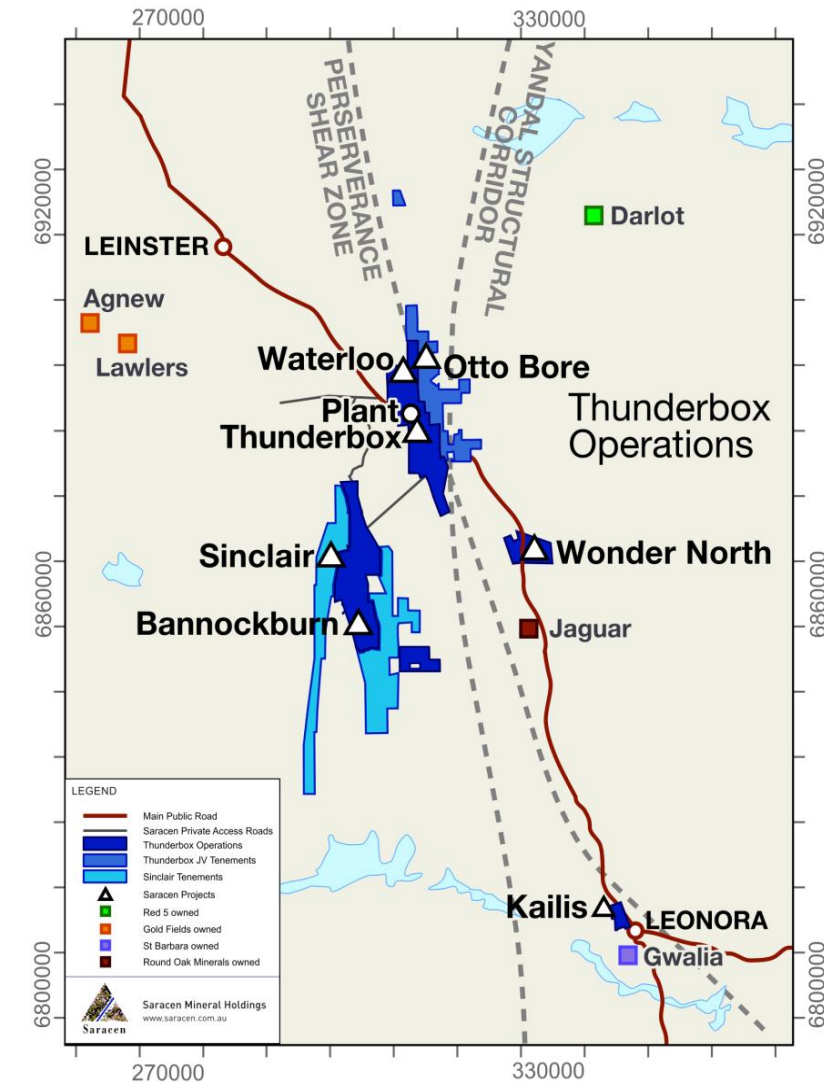 270000
330000
PERSERVERANCE
SHEAR ZONE
YANDAL STRUCTURAL
CORRIDOR
6920000
6920000
Darlot
LEINSTER
Agnew
Lawlers
Waterloo
Otto Bore
Plant
Thunderbox
Thunderbox
Operations
Sinclair
Wonder North
6860000
6860000
Bannockburn
Jaguar
LEGEND
Main Public Road
Saracen Private Access Roads
Thunderbox Operations
Thunderbox JV Tenements
Sinclair Tenements
Saracen Projects
Red 5 owned
Gold Fields owned
St Barbara owned
Round Oak Minerals owned
Kailis
LEONORA
Gwalia
6800000
6800000
Saracen
Saracen Mineral Holdings
www.saracen.com.au
270000
330000